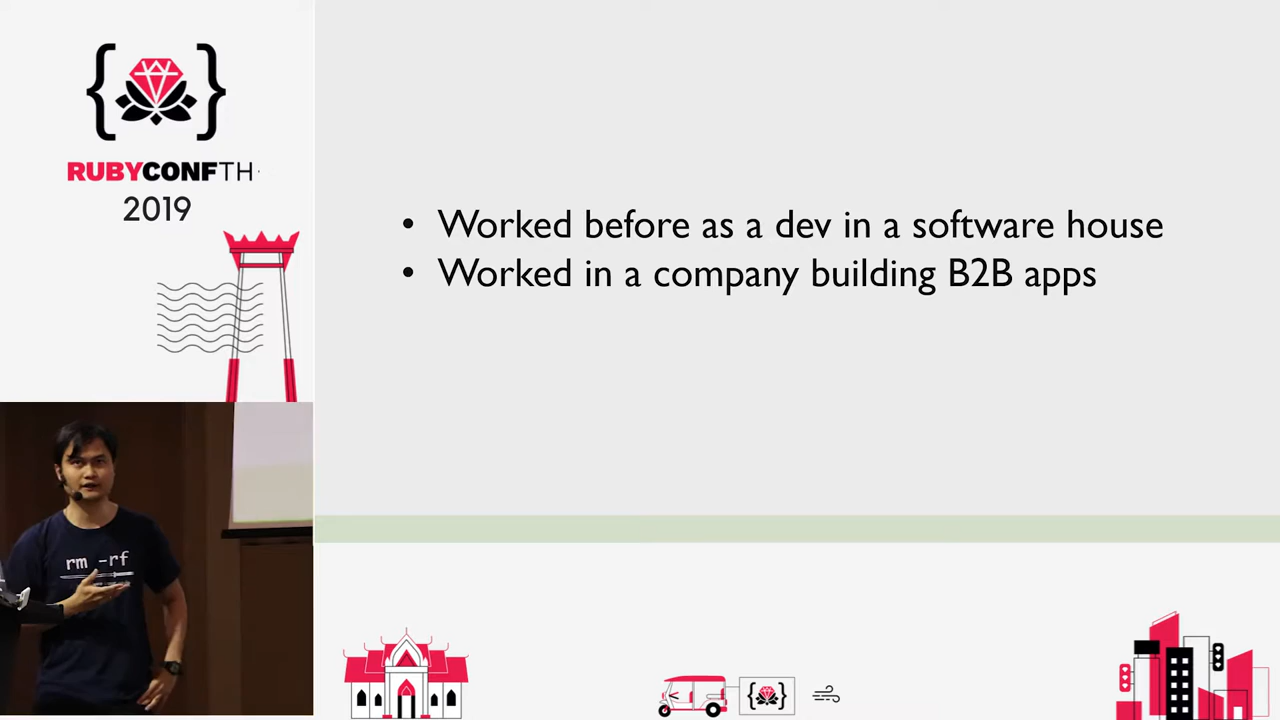 RUBYCONFTH
2019
• Worked before as a dev in a software house
• Worked in a company building B2B apps
rm -rf